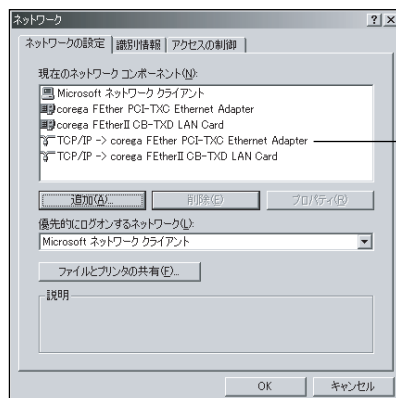 ネットワーク
ネットワークの設定 識別情報 アクセスの制御
現在のネットワーク コンポーネント(N):
Microsoft ネットワーク クライアント
corega FEther PCI-TXC Ethernet Adapter
corega FEtherII CB-TXD LAN Card
TCP/IP -> corega FEther PCI-TXC Ethernet Adapter
TCP/IP -> corega FEtherII CB-TXD LAN Card
追加(A)... 削除(E) プロパティ(R)
優先的にログオンするネットワーク(L):
Microsoft ネットワーク クライアント
ファイルとプリンタの共有(F)...
説明
OK キャンセル